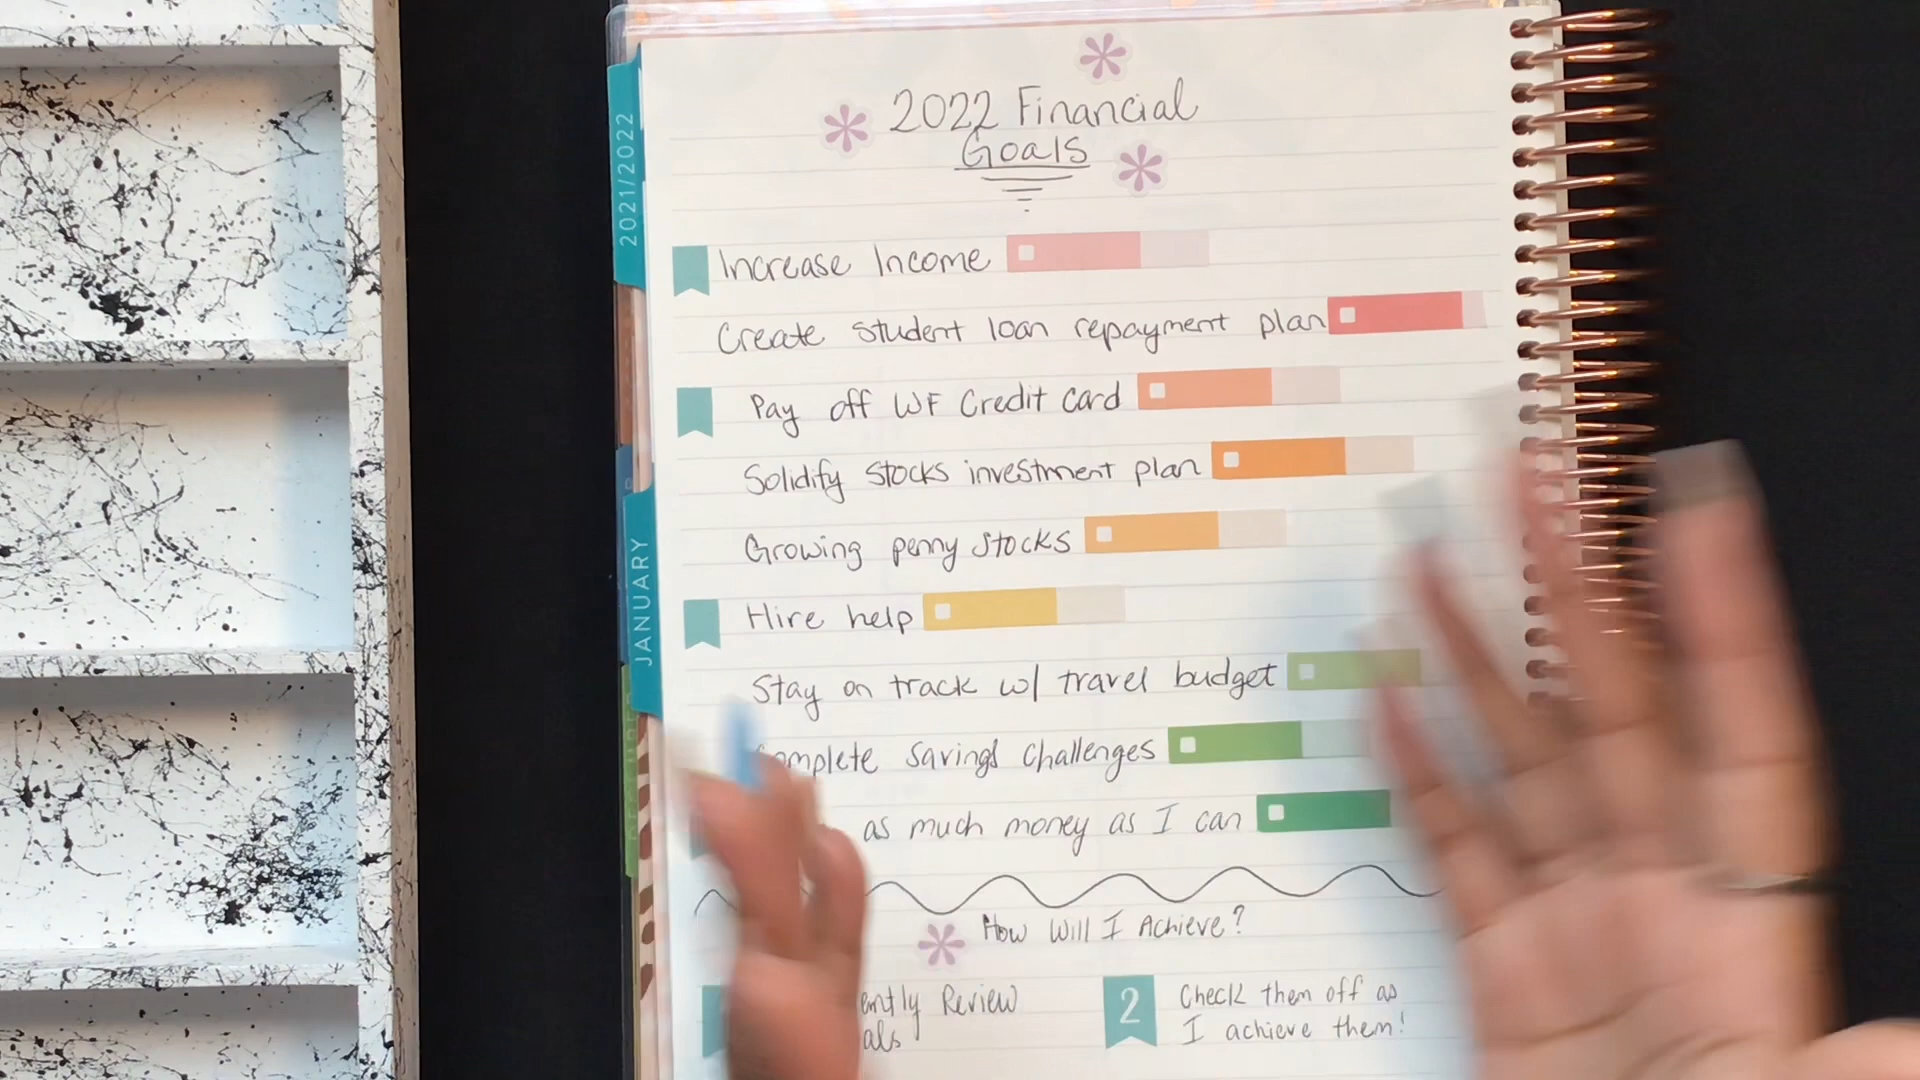 2021/2022
JANUARY
2022 Financial
Goals
Increase Income
Create student loan repayment plan
Pay off WF Credit card
Solidify stocks investment plan
Growing penny stocks
Hire help
Stay on track w/ travel budget
savings challenges
as much money as I can
How Will I Achieve?
Review
2 Check them off as
I achieve them!